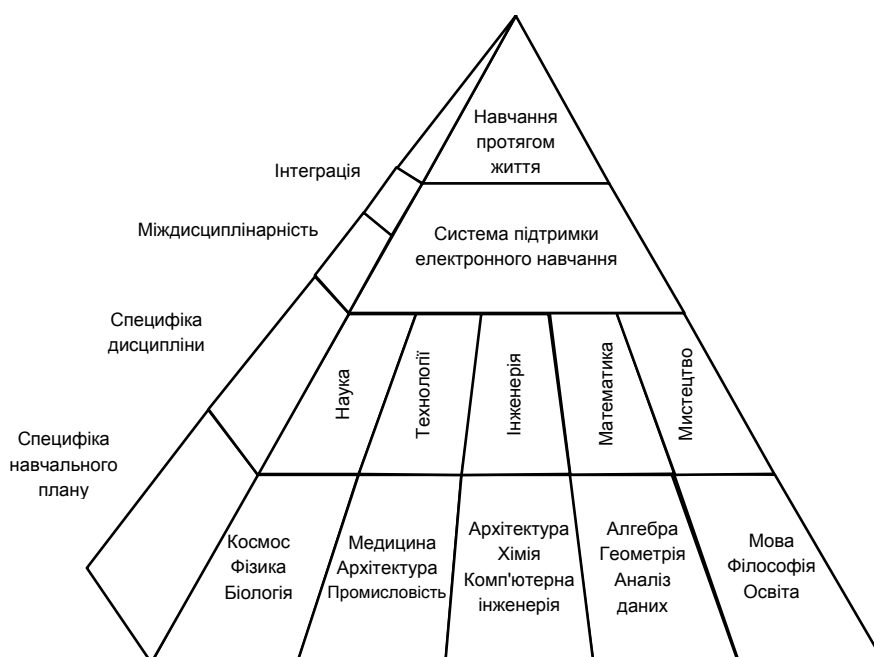 Навчання
протягом
життя
Інтеграція
Міждисциплінарність
Система підтримки
електронного навчання
Специфіка
дисципліни
Наука
Технології
Інженерія
Математика
Мистецтво
Специфіка
навчального
плану
Космос
Фізика
Біологія
Медицина
Архітектура
Промисловість
Архітектура
Хімія
Комп'ютерна
інженерія
Алгебра
Геометрія
Аналіз
даних
Мова
Філософія
Освіта